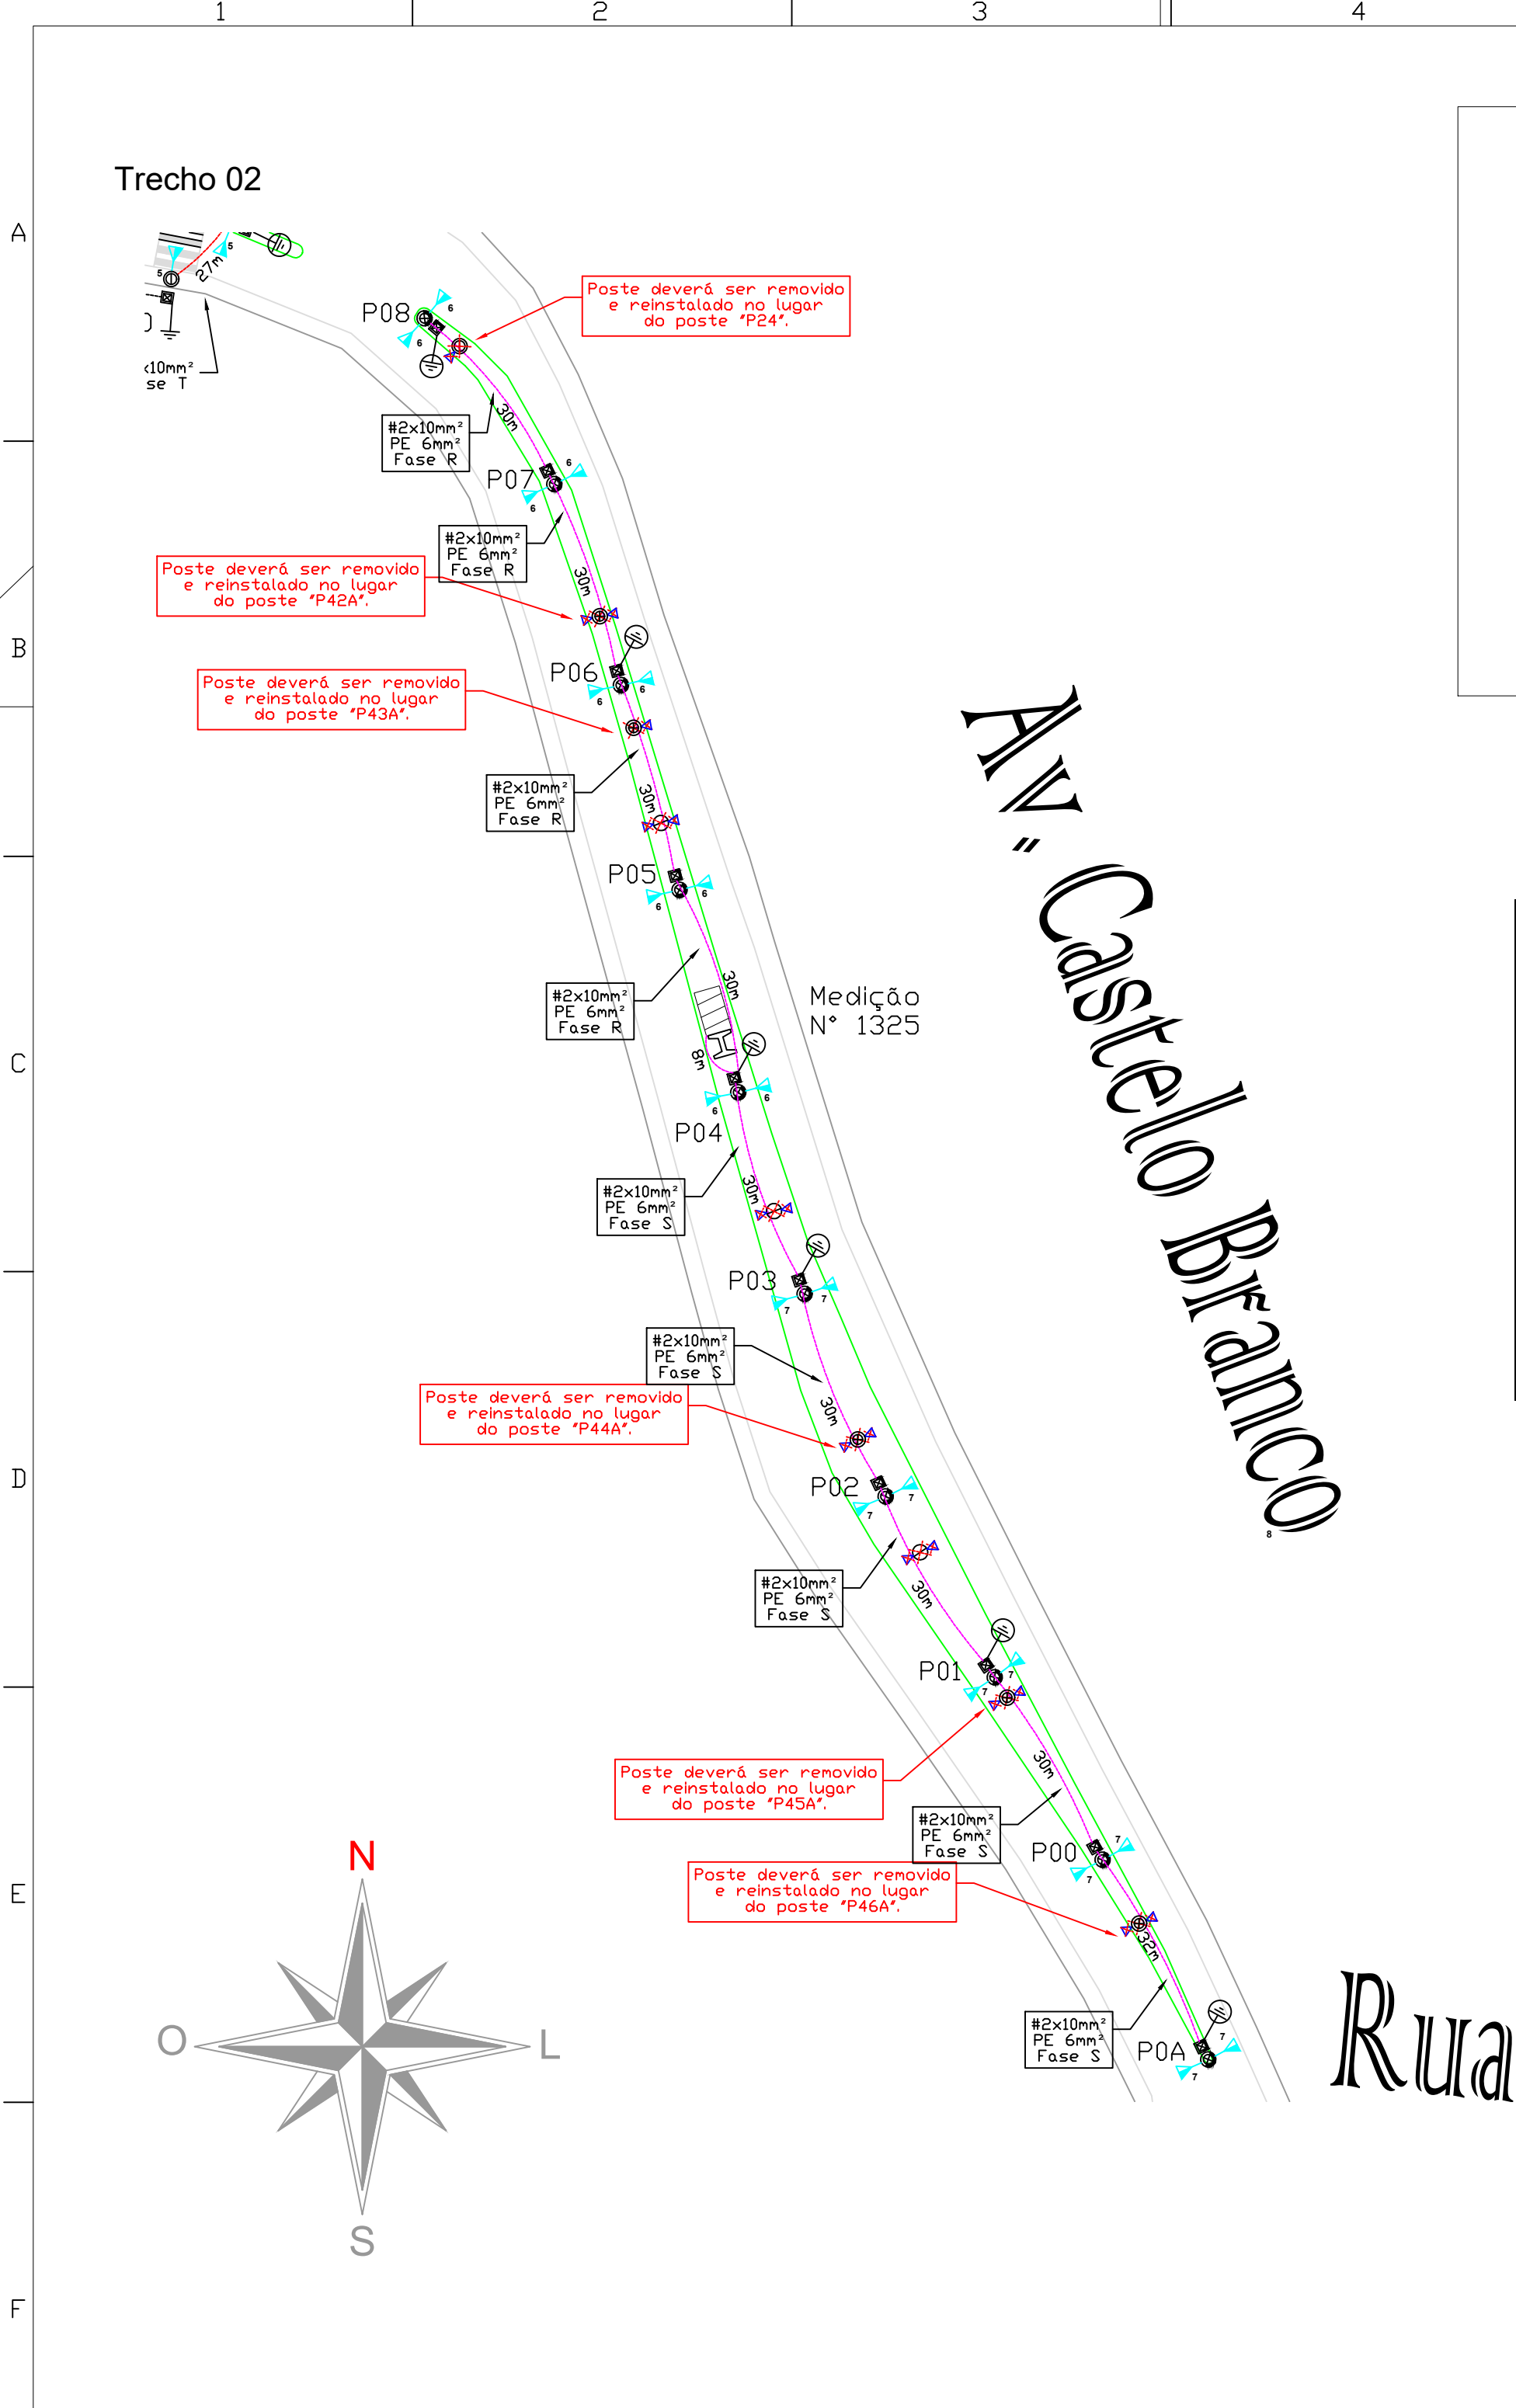 1
2
3
4
A
B
C
D
E
F
Trecho 02
5
5
27m
x10mm²
se T
P08
6
6
Poste deverá ser removido
e reinstalado no lugar
do poste "P24".
30m
#2x10mm²
PE 6mm²
Fase R
P07
6
6
#2x10mm²
PE 6mm²
Fase R
30m
Poste deverá ser removido
e reinstalado no lugar
do poste "P42A".
P06
6
6
Poste deverá ser removido
e reinstalado no lugar
do poste "P43A".
#2x10mm²
PE 6mm²
Fase R
30m
P05
6
6
#2x10mm²
PE 6mm²
Fase R
30m
Medição
N° 1325
8m
6
6
P04
#2x10mm²
PE 6mm²
Fase S
30m
P03
7
7
#2x10mm²
PE 6mm²
Fase S
30m
Poste deverá ser removido
e reinstalado no lugar
do poste "P44A".
P02
7
7
#2x10mm²
PE 6mm²
Fase S
30m
P01
7
7
Poste deverá ser removido
e reinstalado no lugar
do poste "P45A".
30m
#2x10mm²
PE 6mm²
Fase S
P00
7
7
Poste deverá ser removido
e reinstalado no lugar
do poste "P46A".
32m
#2x10mm²
PE 6mm²
Fase S
P0A
7
7
Av. Castelo Branco
8
Rua
N
O
L
S